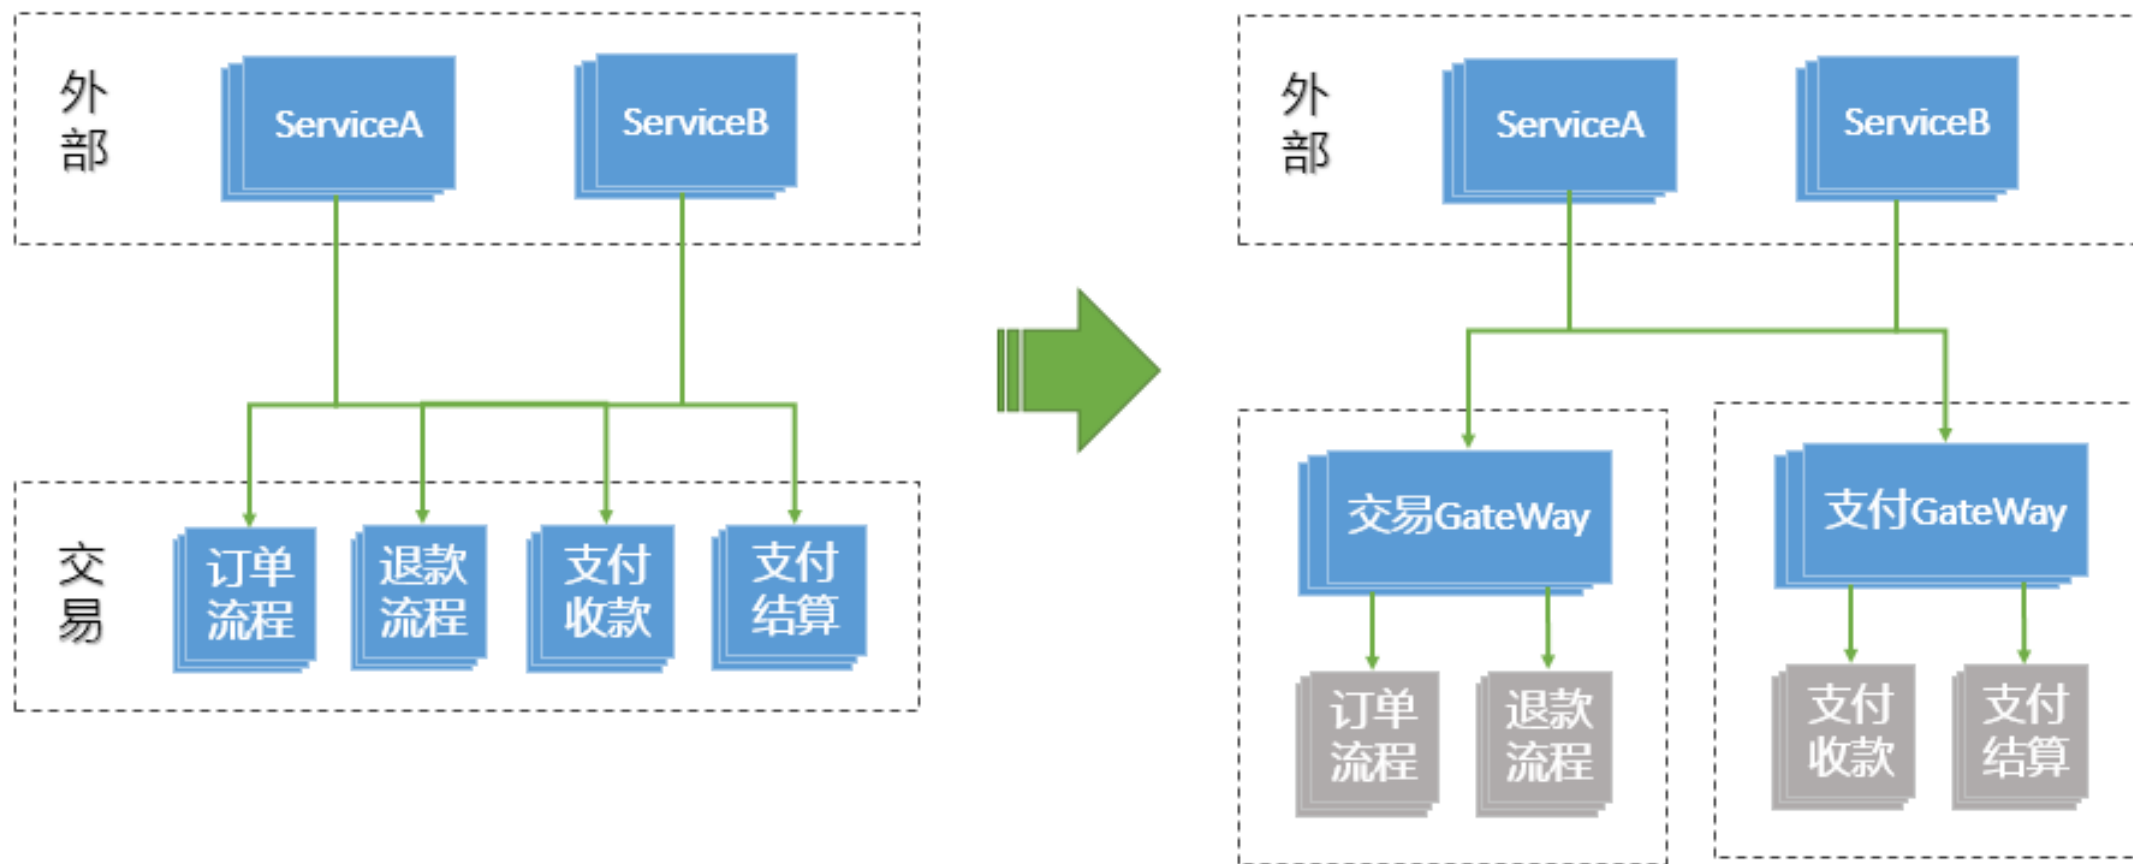 外
部
ServiceA
ServiceB
交
易
订单
流程
退款
流程
支付
收款
支付
结算
外
部
ServiceA
ServiceB
交易GateWay
支付GateWay
订单
流程
退款
流程
支付
收款
支付
结算